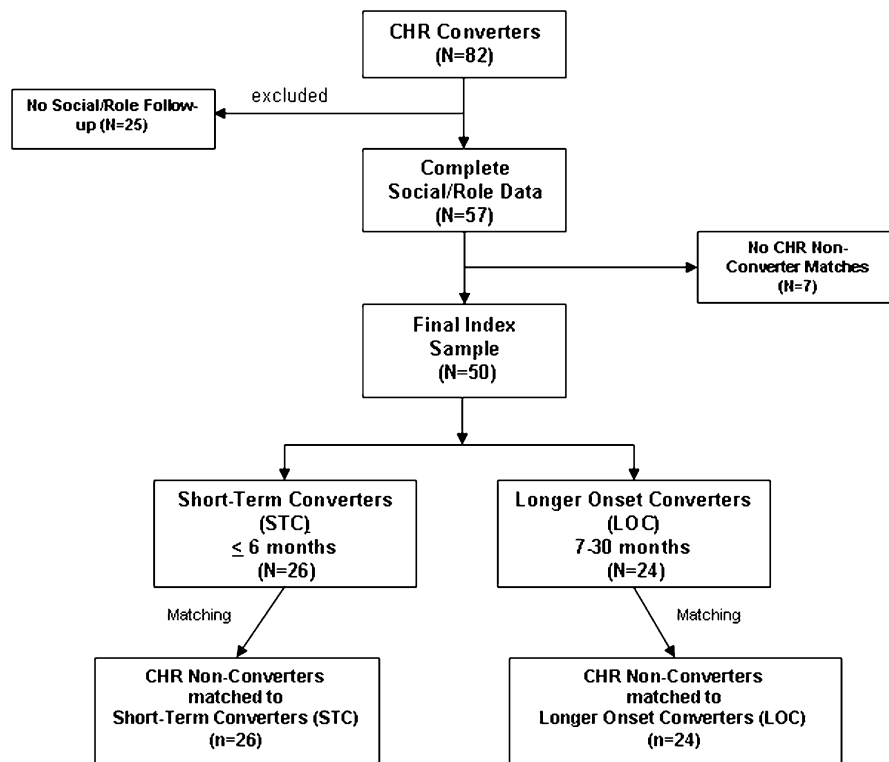 CHR Converters
(N=82)
excluded
No Social/Role Follow-
up (N=25)
Complete
Social/Role Data
(N=57)
No CHR Non-
Converter Matches
(N=7)
Final Index
Sample
(N=50)
Short-Term Converters
(STC)
≤ 6 months
(N=26)
Longer Onset Converters
(LOC)
7-30 months
(N=24)
Matching
Matching
CHR Non-Converters
matched to
Short-Term Converters (STC)
(n=26)
CHR Non-Converters
matched to
Longer Onset Converters (LOC)
(n=24)